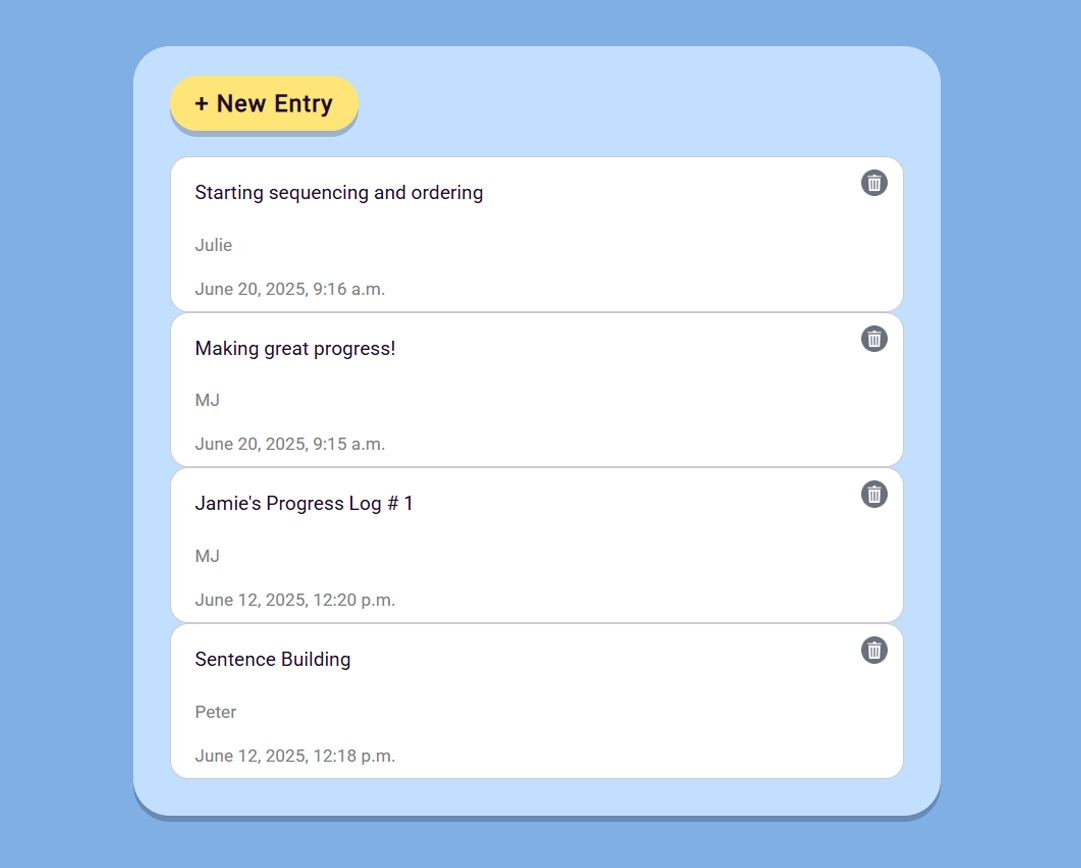 + New Entry
Starting sequencing and ordering
Julie
June 20, 2025, 9:16 a.m.
Making great progress!
MJ
June 20, 2025, 9:15 a.m.
Jamie's Progress Log # 1
MJ
June 12, 2025, 12:20 p.m.
Sentence Building
Peter
June 12, 2025, 12:18 p.m.